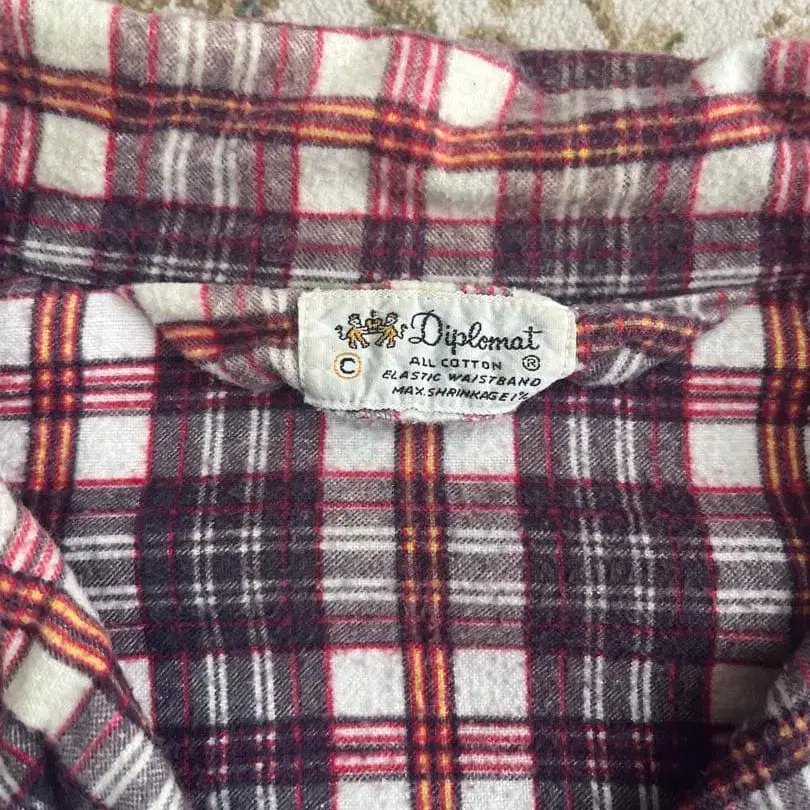 Diplomat
ALL COTTON ®
C
ELASTIC WAISTBAND
MAX. SHRINKAGE 1%